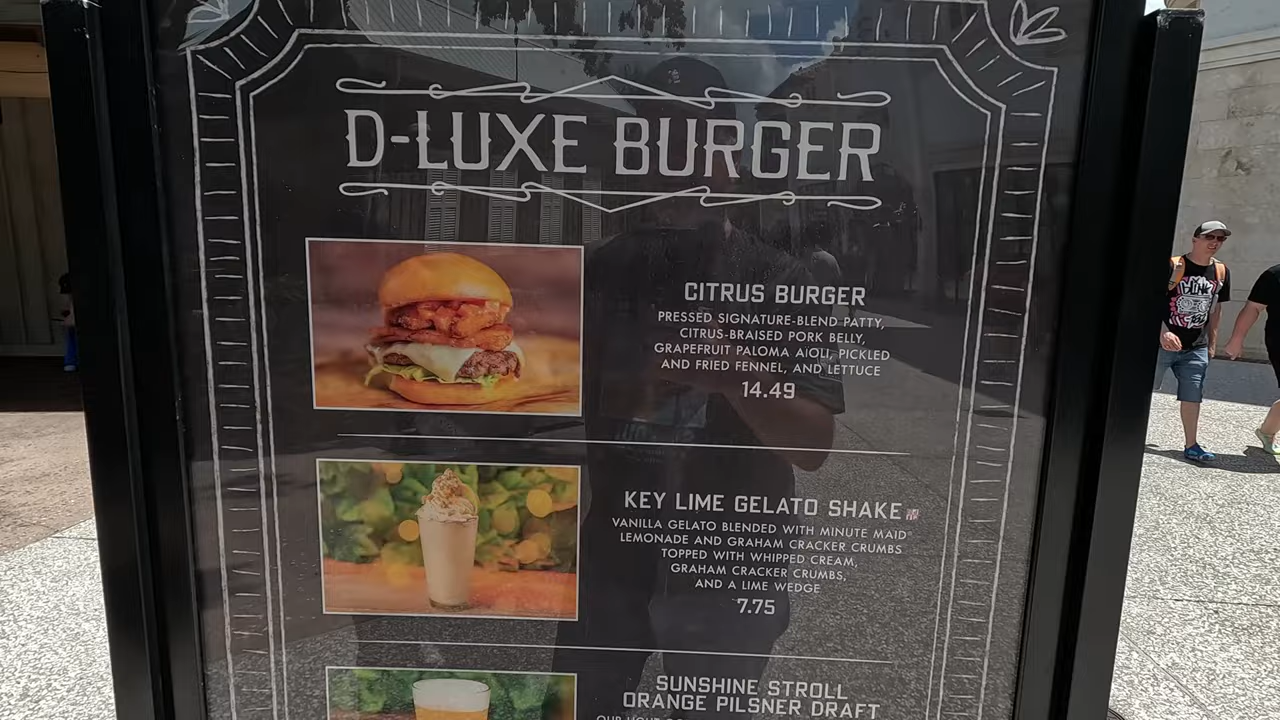 D-LUXE BURGER
CITRUS BURGER
PRESSED SIGNATURE-BLEND PATTY,
CITRUS-BRAISED PORK BELLY,
GRAPEFRUIT PALOMA AIOLI, PICKLED
AND FRIED FENNEL, AND LETTUCE
14.49
KEY LIME GELATO SHAKE
VANILLA GELATO BLENDED WITH MINUTE MAID®
LEMONADE AND GRAHAM CRACKER CRUMBS
TOPPED WITH WHIPPED CREAM,
GRAHAM CRACKER CRUMBS,
AND A LIME WEDGE
7.75
SUNSHINE STROLL
ORANGE PILSNER DRAFT